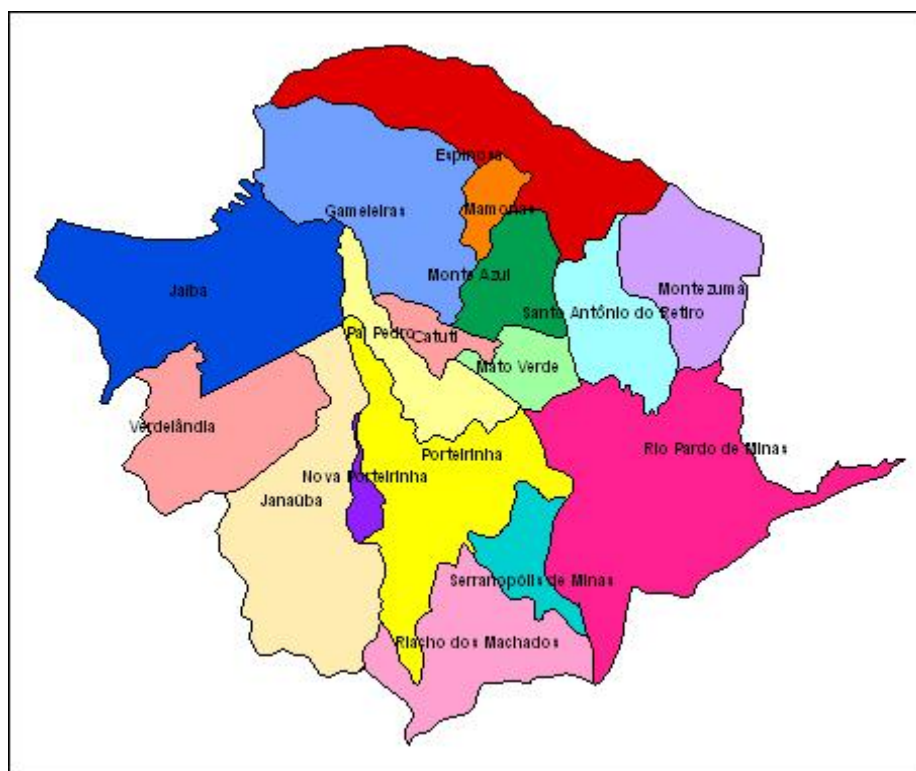 Espinosa
Gameleiras
Mamonas
Monte Azul
Jaíba
Montezuma
Santo Antônio do Retiro
Pai Pedro
Catuti
Mato Verde
Verdelândia
Porteirinha
Rio Pardo de Minas
Nova Porteirinha
Janaúba
Serranopólis de Minas
Riacho dos Machados